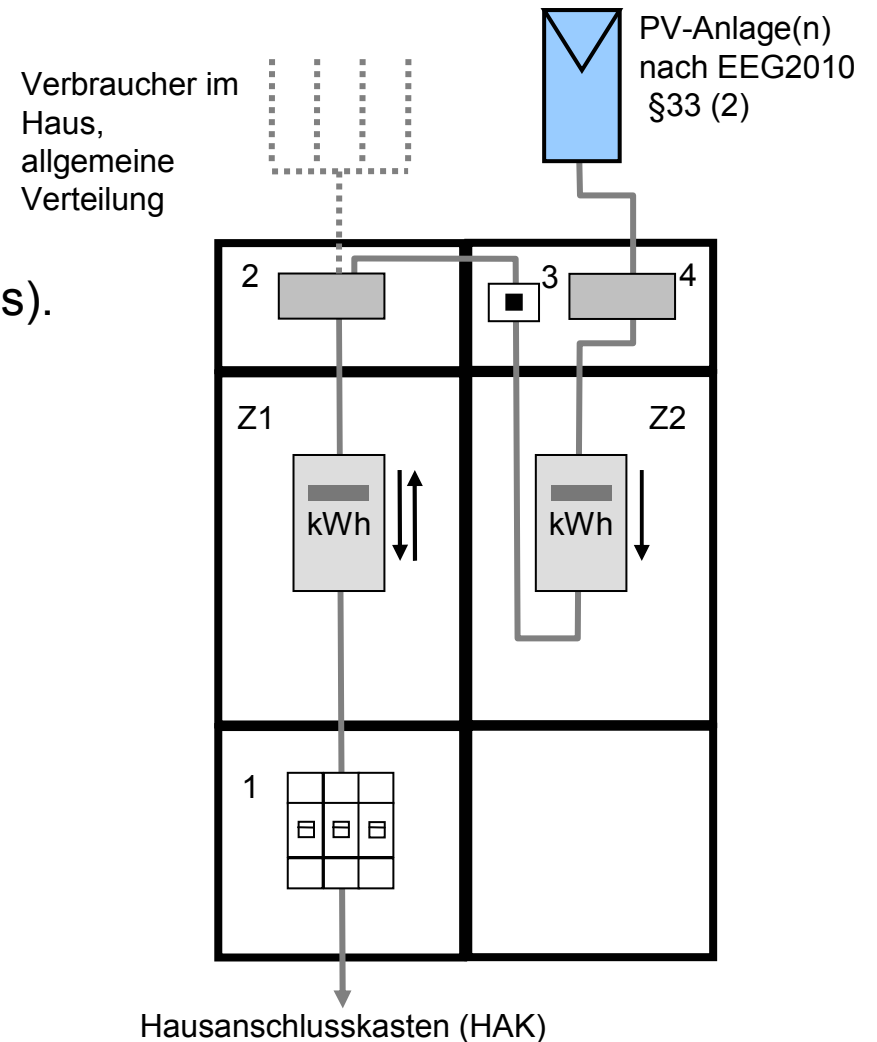 PV-Anlage(n)
nach EEG2010
§33 (2)
Verbraucher im
Haus,
allgemeine
Verteilung
s).
2
3
4
Z1
Z2
kWh
kWh
1
Hausanschlusskasten (HAK)